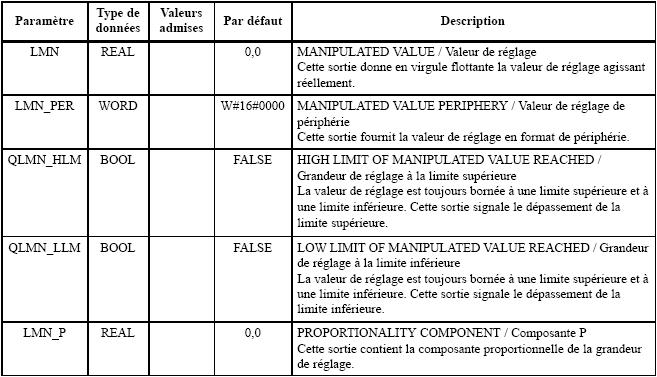 Paramètre
Type de
données
Valeurs
admises
Par défaut
Description
LMN
REAL
0,0
MANIPULATED VALUE / Valeur de réglage
Cette sortie donne en virgule flottante la valeur de réglage agissant
réellement.
LMN_PER
WORD
W#16#0000
MANIPULATED VALUE PERIPHERY / Valeur de réglage de
périphérie
Cette sortie fournit la valeur de réglage en format de périphérie.
QLMN_HLM
BOOL
FALSE
HIGH LIMIT OF MANIPULATED VALUE REACHED /
Grandeur de réglage à la limite supérieure
La valeur de réglage est toujours bornée à une limite supérieure et à
une limite inférieure. Cette sortie signale le dépassement de la
limite supérieure.
QLMN_LLM
BOOL
FALSE
LOW LIMIT OF MANIPULATED VALUE REACHED / Grandeur
de réglage à la limite inférieure
La valeur de réglage est toujours bornée à une limite supérieure et à
une limite inférieure. Cette sortie signale le dépassement de la
limite inférieure.
LMN_P
REAL
0,0
PROPORTIONALITY COMPONENT / Composante P
Cette sortie contient la composante proportionnelle de la grandeur
de réglage.